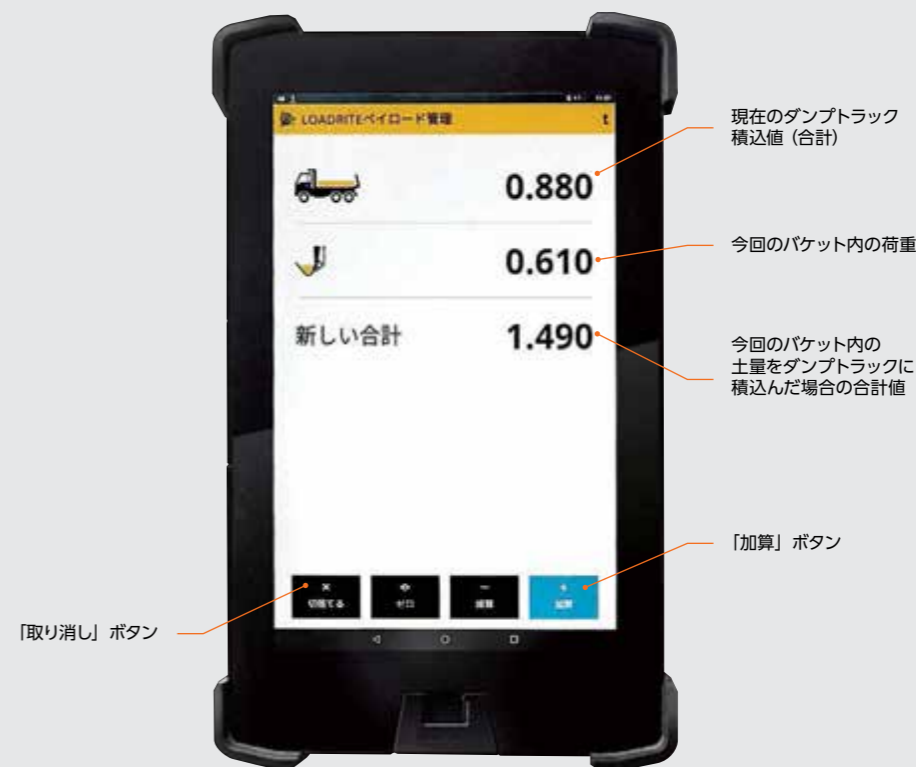 LOADRITEペイロード管理
t
0.880
0.610
新しい合計
1.490
×
切捨てる
ゼロ
−
減算
+
加算
現在のダンプトラック
積込値（合計）
今回のバケット内の荷重
今回のバケット内の
土量をダンプトラックに
積込んだ場合の合計値
「加算」ボタン
「取り消し」ボタン